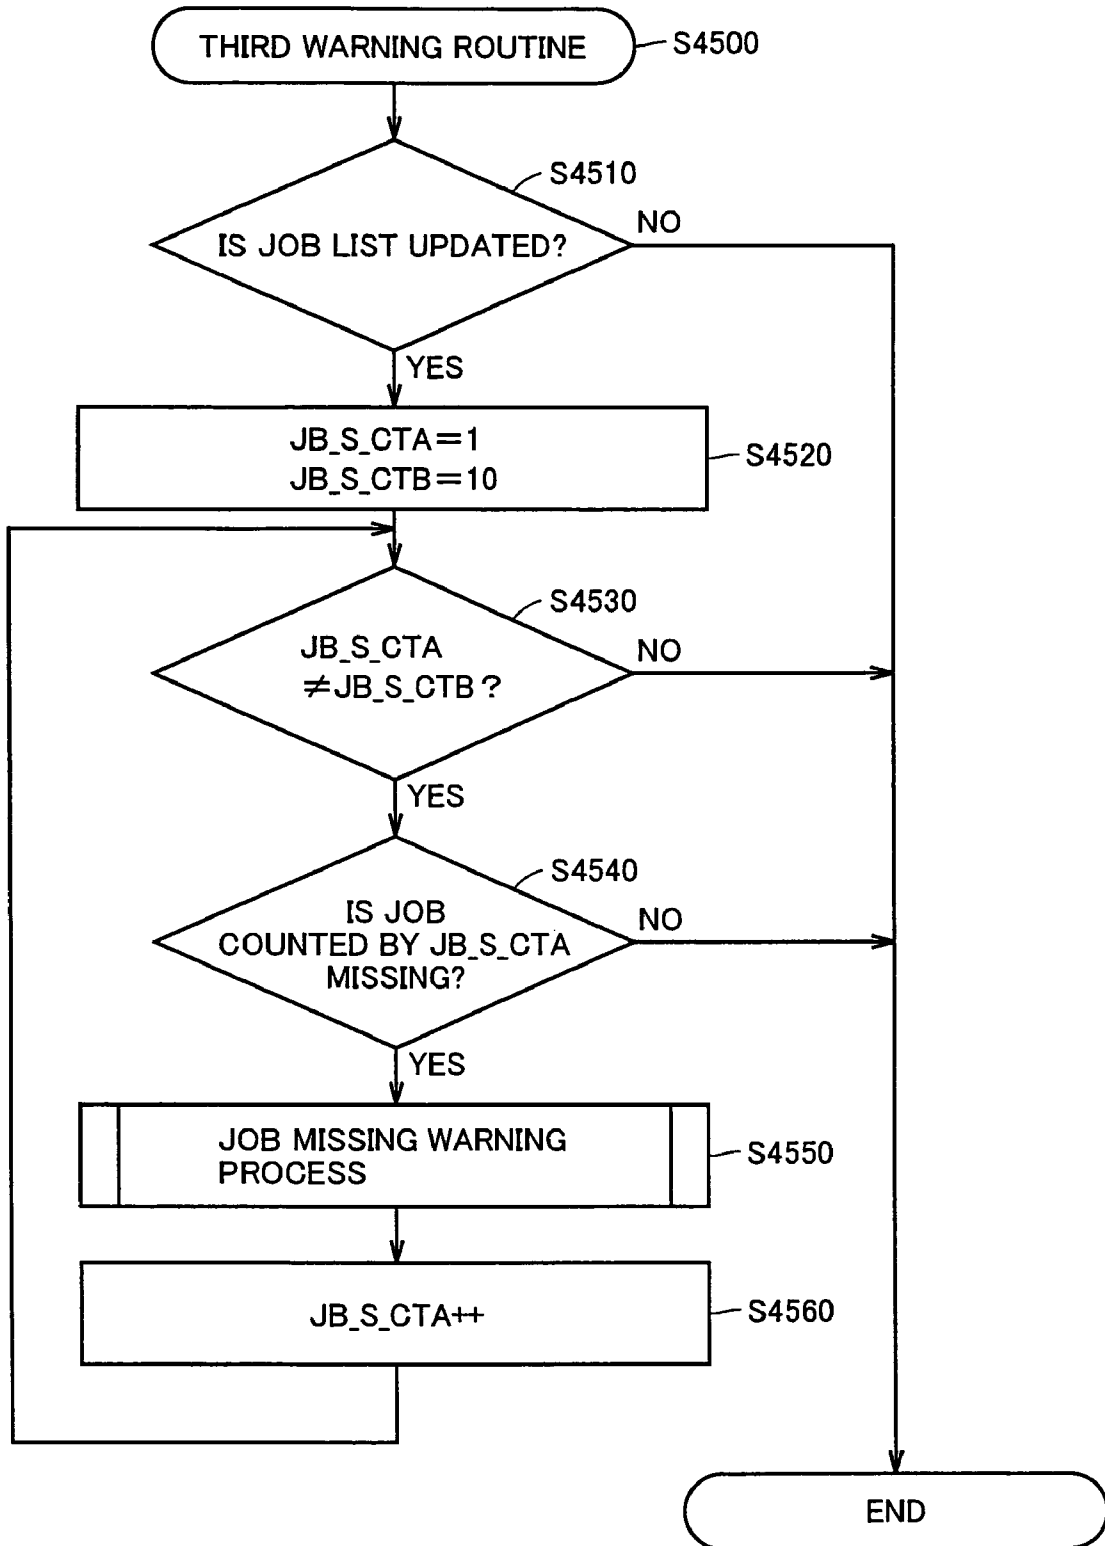 THIRD WARNING ROUTINE
S4500
S4510
IS JOB LIST UPDATED?
NO
YES
JB_S_CTA=1
JB_S_CTB=10
S4520
S4530
JB_S_CTA
≠JB_S_CTB?
NO
YES
S4540
IS JOB
COUNTED BY JB_S_CTA
MISSING?
NO
YES
JOB MISSING WARNING
PROCESS
S4550
JB_S_CTA++
S4560
END